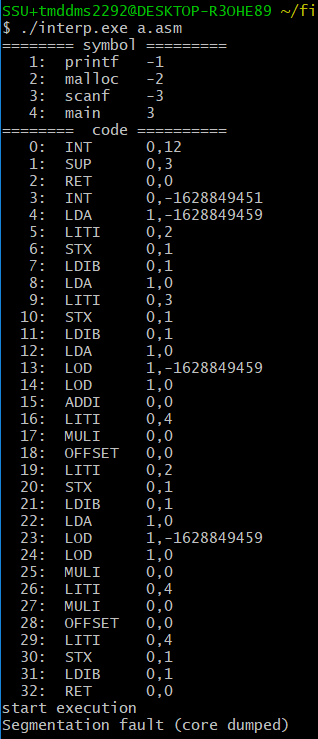 SSU+tmddms2292@DESKTOP-R3OHE89 ~/fi
$ ./interp.exe a.asm
======== symbol =========
1: printf -1
2: malloc -2
3: scanf -3
4: main 3
======== code ==========
0: INT 0,12
1: SUP 0,3
2: RET 0,0
3: INT 0,-1628849451
4: LDA 1,-1628849459
5: LITI 0,2
6: STX 0,1
7: LDIB 0,1
8: LDA 1,0
9: LITI 0,3
10: STX 0,1
11: LDIB 0,1
12: LDA 1,0
13: LOD 1,-1628849459
14: LOD 1,0
15: ADDI 0,0
16: LITI 0,4
17: MULI 0,0
18: OFFSET 0,0
19: LITI 0,2
20: STX 0,1
21: LDIB 0,1
22: LDA 1,0
23: LOD 1,-1628849459
24: LOD 1,0
25: MULI 0,0
26: LITI 0,4
27: MULI 0,0
28: OFFSET 0,0
29: LITI 0,4
30: STX 0,1
31: LDIB 0,1
32: RET 0,0
start execution
Segmentation fault (core dumped)